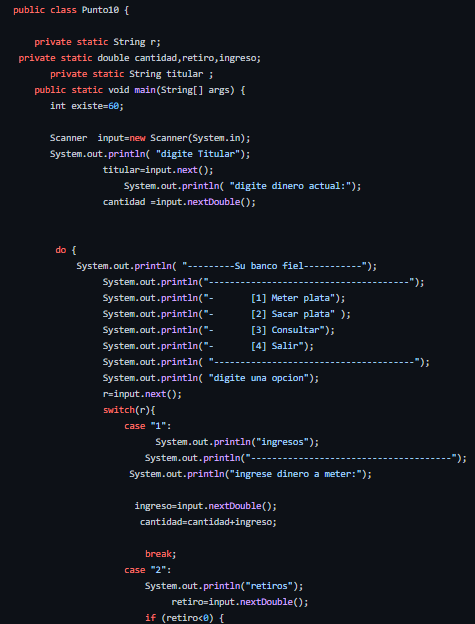 public class Punto10 {
private static String r;
private static double cantidad,retiro,ingreso;
private static String titular ;
public static void main(String[] args) {
int existe=60;
Scanner  input=new Scanner(System.in);
System.out.println( "digite Titular");
titular=input.next();
System.out.println( "digite dinero actual:");
cantidad =input.nextDouble();
do {
System.out.println( "---------Su banco fiel-----------");
System.out.println("--------------------------------------");
System.out.println("-      [1] Meter plata");
System.out.println("-      [2] Sacar plata" );
System.out.println("-      [3] Consultar");
System.out.println("-      [4] Salir");
System.out.println( "--------------------------------------");
System.out.println( "digite una opcion");
r=input.next();
switch(r){
case "1":
System.out.println("ingresos");
System.out.println("--------------------------------------");
System.out.println("ingrese dinero a meter:");
ingreso=input.nextDouble();
cantidad=cantidad+ingreso;
break;
case "2":
System.out.println("retiros");
retiro=input.nextDouble();
if (retiro<0) {